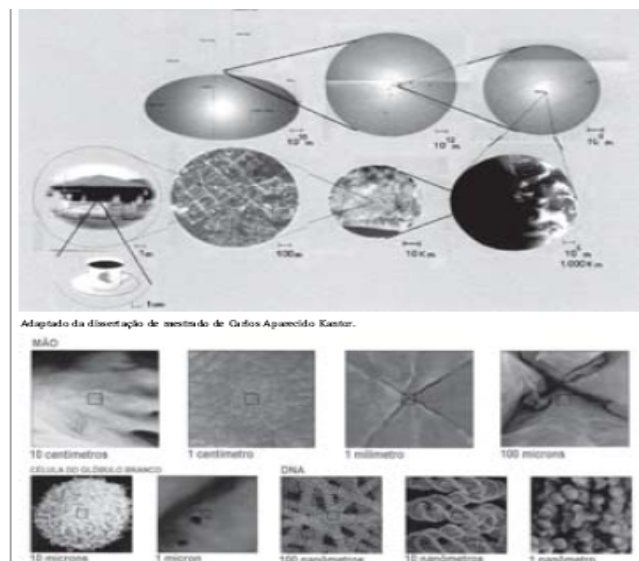 m
m
m
1m
100m
10Km
m
1.000Km
1cm
Adaptado da dissertação de mestrado de Carlos Aparecido Kantor.
MÃO
10 centímetros
1 centímetro
1 milímetro
100 microns
CÉLULA DO GLÓBULO BRANCO
DNA
10 microns
1 micron
100 nanômetros
10 nanômetros
1 nanômetro